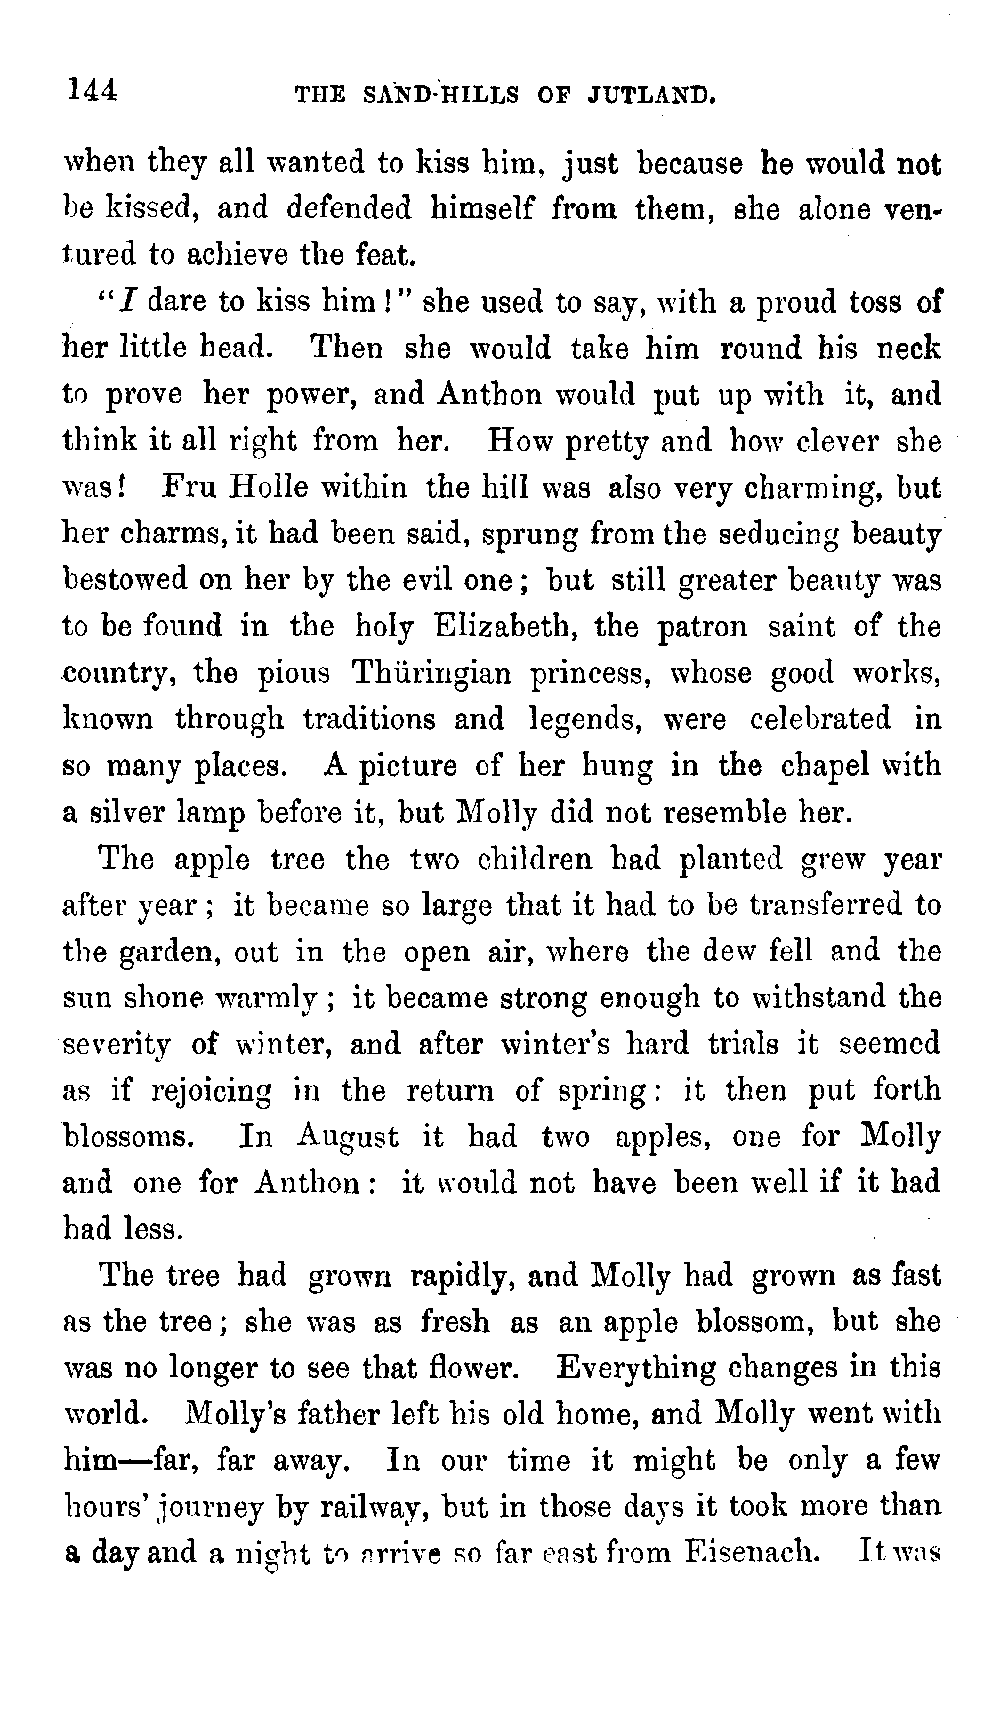 144 THE SAND-HILLS OF JUTLAND.
when they all wanted to kiss him, just because he would not
be kissed, and defended himself from them, she alone ven-
tured to achieve the feat.
"I dare to kiss him!" she used to say, with a proud toss of
her little head. Then she would take him round his neck
to prove her power, and Anthon would put up with it, and
think it all right from her. How pretty and how clever she
was! Fru Holle within the hill was also very charming, but
her charms, it had been said, sprung from the seducing beauty
bestowed on her by the evil one; but still greater beauty was
to be found in the holy Elizabeth, the patron saint of the
country, the pious Thüringian princess, whose good works,
known through traditions and legends, were celebrated in
so many places. A picture of her hung in the chapel with
a silver lamp before it, but Molly did not resemble her.
The apple tree the two children had planted grew year
after year; it became so large that it had to be transferred to
the garden, out in the open air, where the dew fell and the
sun shone warmly; it became strong enough to withstand the
severity of winter, and after winter's hard trials it seemed
as if rejoicing in the return of spring: it then put forth
blossoms. In August it had two apples, one for Molly
and one for Anthon: it would not have been well if it had
had less.
The tree had grown rapidly, and Molly had grown as fast
as the tree; she was as fresh as an apple blossom, but she
was no longer to see that flower. Everything changes in this
world. Molly's father left his old home, and Molly went with
him—far, far away. In our time it might be only a few
hours' journey by railway, but in those days it took more than
a day and a night to arrive so far east from Eisenach. It was